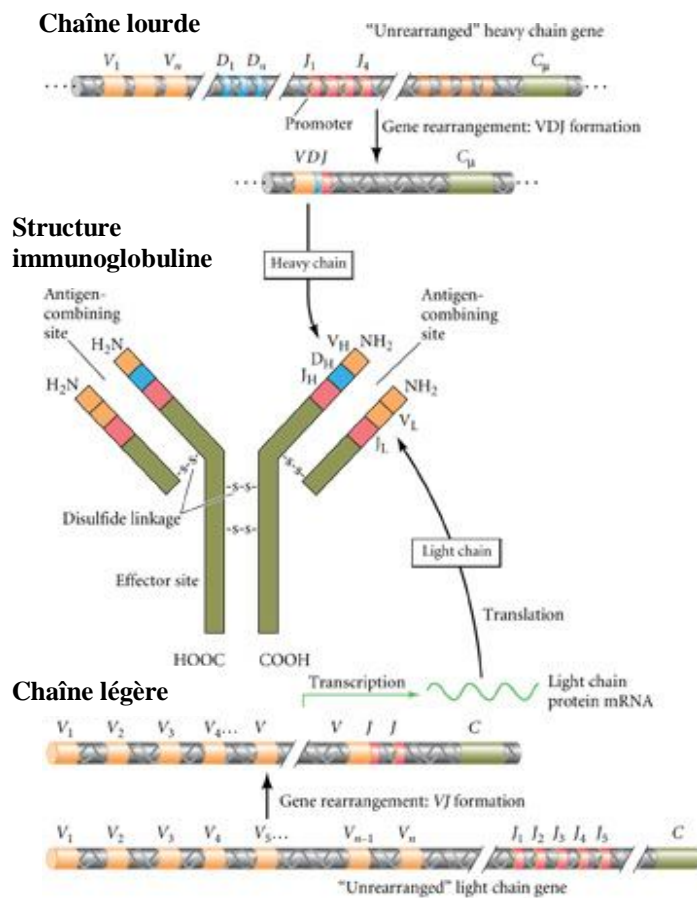 Chaîne lourde
"Unrearranged" heavy chain gene
V1 Vn D1 Dn J1 J4 Cμ
Promoter
Gene rearrangement: VDJ formation
VDJ Cμ
Structure
immunoglobuline
Heavy chain
Antigen-
combining
site
Antigen-
combining
site
H2N
VH NH2
DH
JH
H2N
NH2
VL
JL
-s-s-
-s-s-
-s-s-
-s-s-
Disulfide linkage
Light chain
Effector site
Translation
HOOC COOH
Chaîne légère
Transcription
Light chain
protein mRNA
V1 V2 V3 V4... V V J J C
Gene rearrangement: VJ formation
V1 V2 V3 V4 V5... Vn−1 Vn J1 J2 J3 J4 J5 C
"Unrearranged" light chain gene